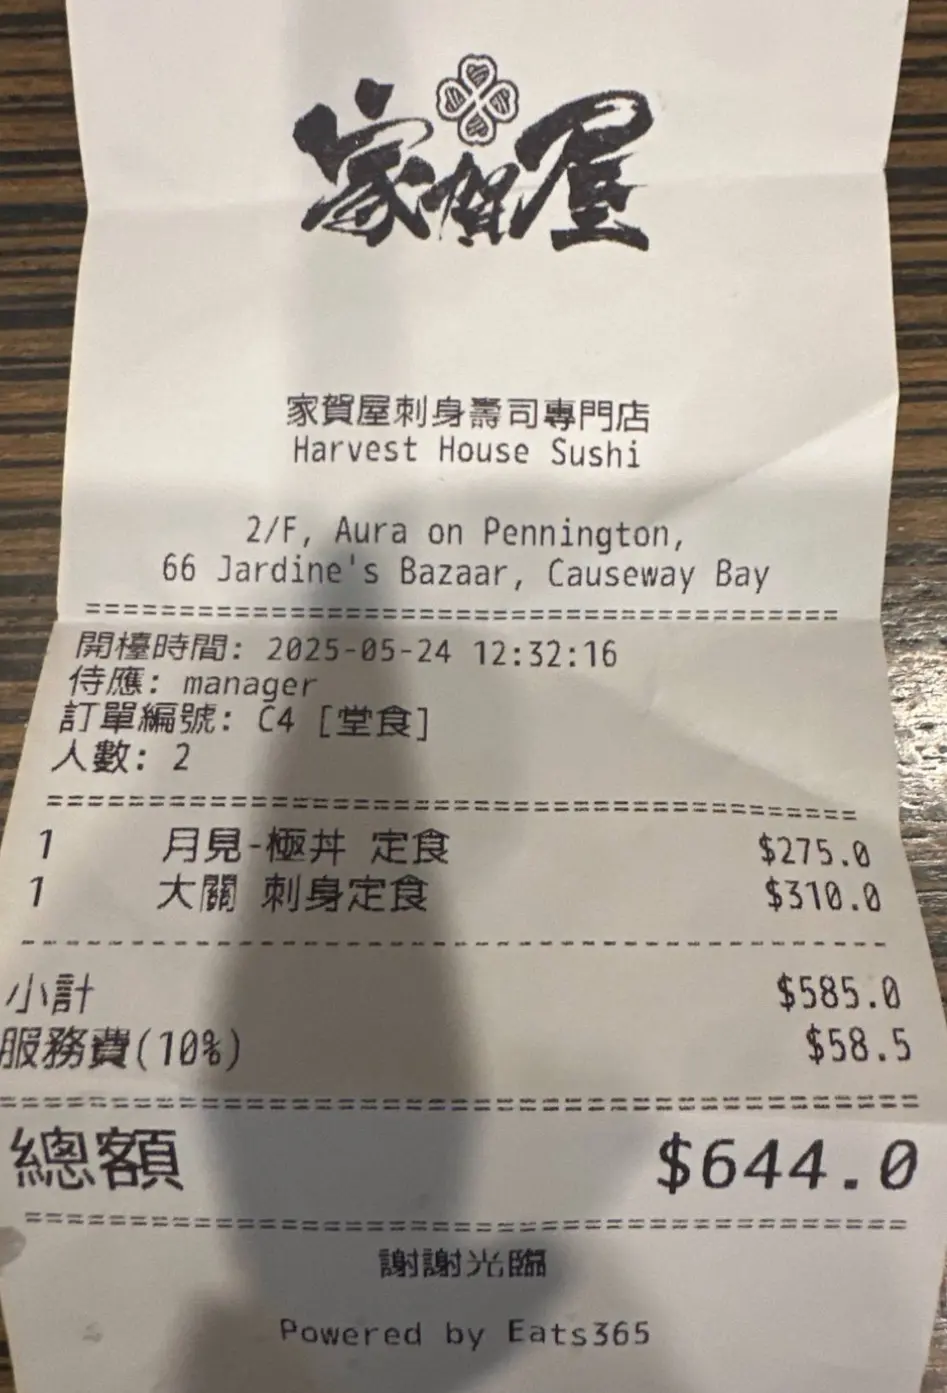 家賀屋
家賀屋刺身壽司專門店
Harvest House Sushi
2/F, Aura on Pennington,
66 Jardine's Bazaar, Causeway Bay
開檯時間: 2025-05-24 12:32:16
侍應: manager
訂單編號: C4 [堂食]
人數: 2
1 月見-極丼 定食 $275.0
1 大關 刺身定食 $310.0
小計 $585.0
服務費(10%) $58.5
總額 $644.0
謝謝光臨
Powered by Eats365